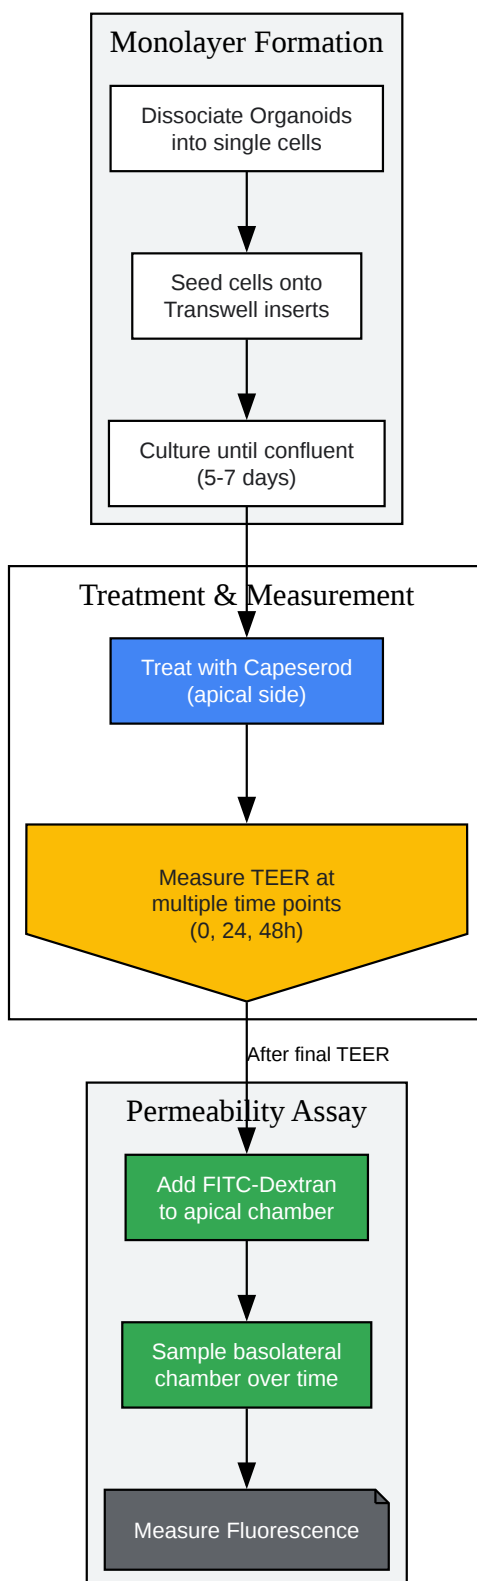 Monolayer Formation
Dissociate Organoids
into single cells
Seed cells onto
Transwell inserts
Culture until confluent
(5-7 days)
Treatment & Measurement
Treat with Capeserod
(apical side)
Measure TEER at
multiple time points
(0, 24, 48h)
After final TEER
Permeability Assay
Add FITC-Dextran
to apical chamber
Sample basolateral
chamber over time
Measure Fluorescence